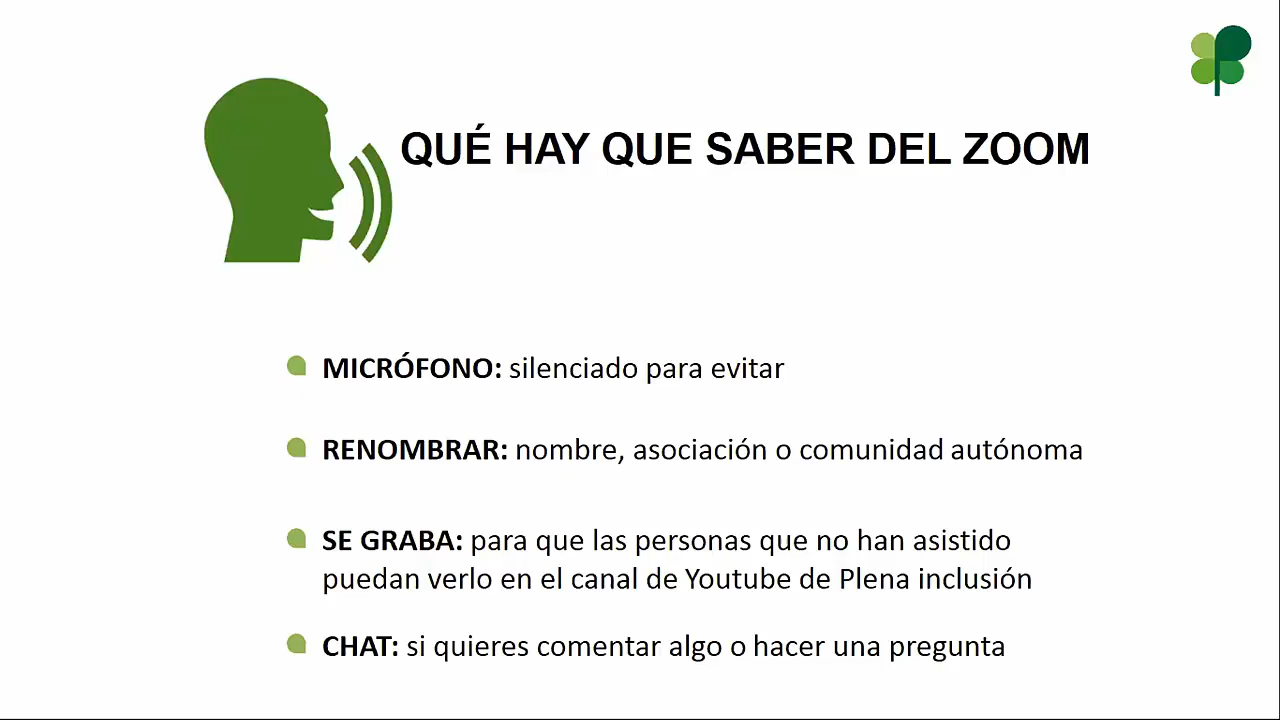 QUÉ HAY QUE SABER DEL ZOOM
MICRÓFONO: silenciado para evitar
RENOMBRAR: nombre, asociación o comunidad autónoma
SE GRABA: para que las personas que no han asistido
puedan verlo en el canal de Youtube de Plena inclusión
CHAT: si quieres comentar algo o hacer una pregunta